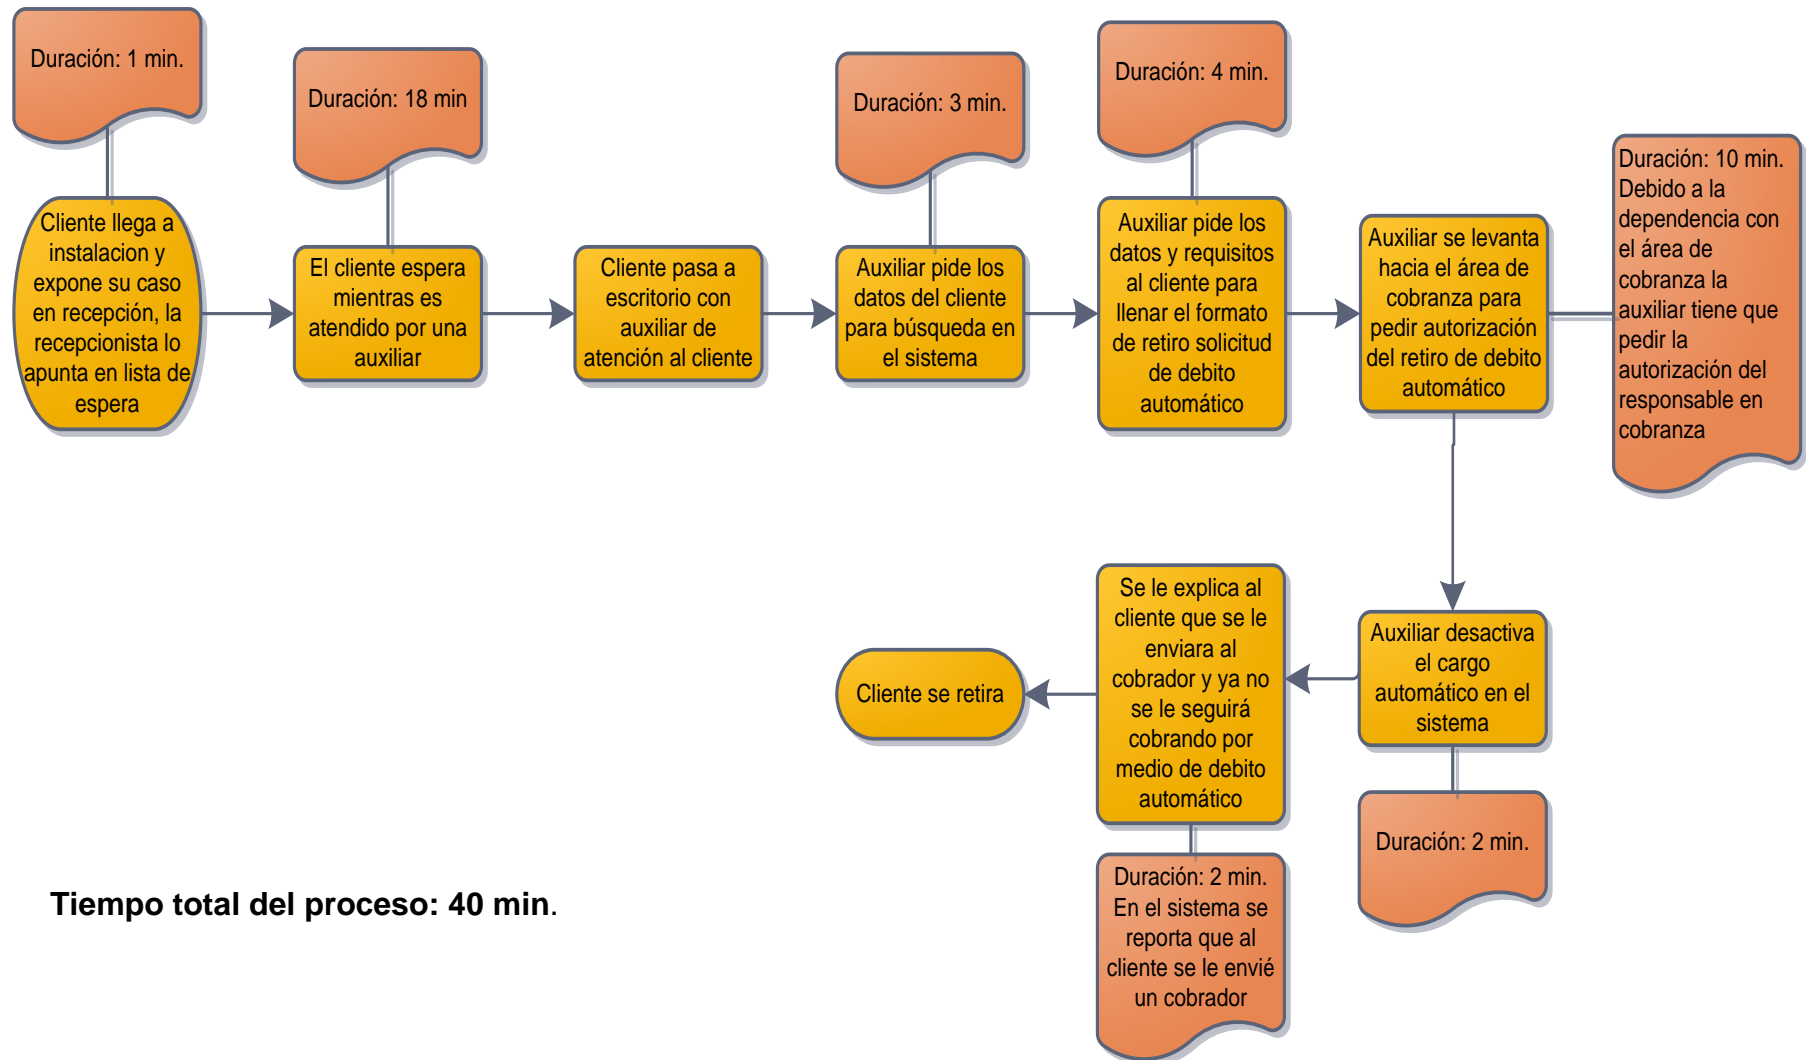 Duración: 1 min.
Duración: 18 min
Duración: 3 min.
Duración: 4 min.
Duración: 10 min.
Debido a la
dependencia con
el área de
cobranza la
auxiliar tiene que
pedir la
autorización del
responsable en
cobranza
Cliente llega a
instalacion y
expone su caso
en recepción, la
recepcionista lo
apunta en lista de
espera
El cliente espera
mientras es
atendido por una
auxiliar
Cliente pasa a
escritorio con
auxiliar de
atención al cliente
Auxiliar pide los
datos del cliente
para búsqueda en
el sistema
Auxiliar pide los
datos y requisitos
al cliente para
llenar el formato
de retiro solicitud
de debito
automático
Auxiliar se levanta
hacia el área de
cobranza para
pedir autorización
del retiro de debito
automático
Auxiliar desactiva
el cargo
automático en el
sistema
Duración: 2 min.
Se le explica al
cliente que se le
enviara al
cobrador y ya no
se le seguirá
cobrando por
medio de debito
automático
Duración: 2 min.
En el sistema se
reporta que al
cliente se le envié
un cobrador
Cliente se retira
Tiempo total del proceso: 40 min.